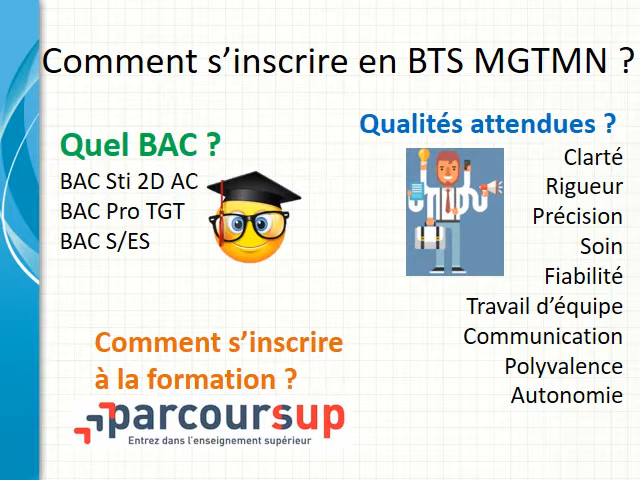 Comment s’inscrire en BTS MGTMN ?
Quel BAC ?
BAC Sti 2D AC
BAC Pro TGT
BAC S/ES
Qualités attendues ?
Clarté
Rigueur
Précision
Soin
Fiabilité
Travail d’équipe
Communication
Polyvalence
Autonomie
Comment s’inscrire
à la formation ?
parcoursup
Entrez dans l'enseignement supérieur